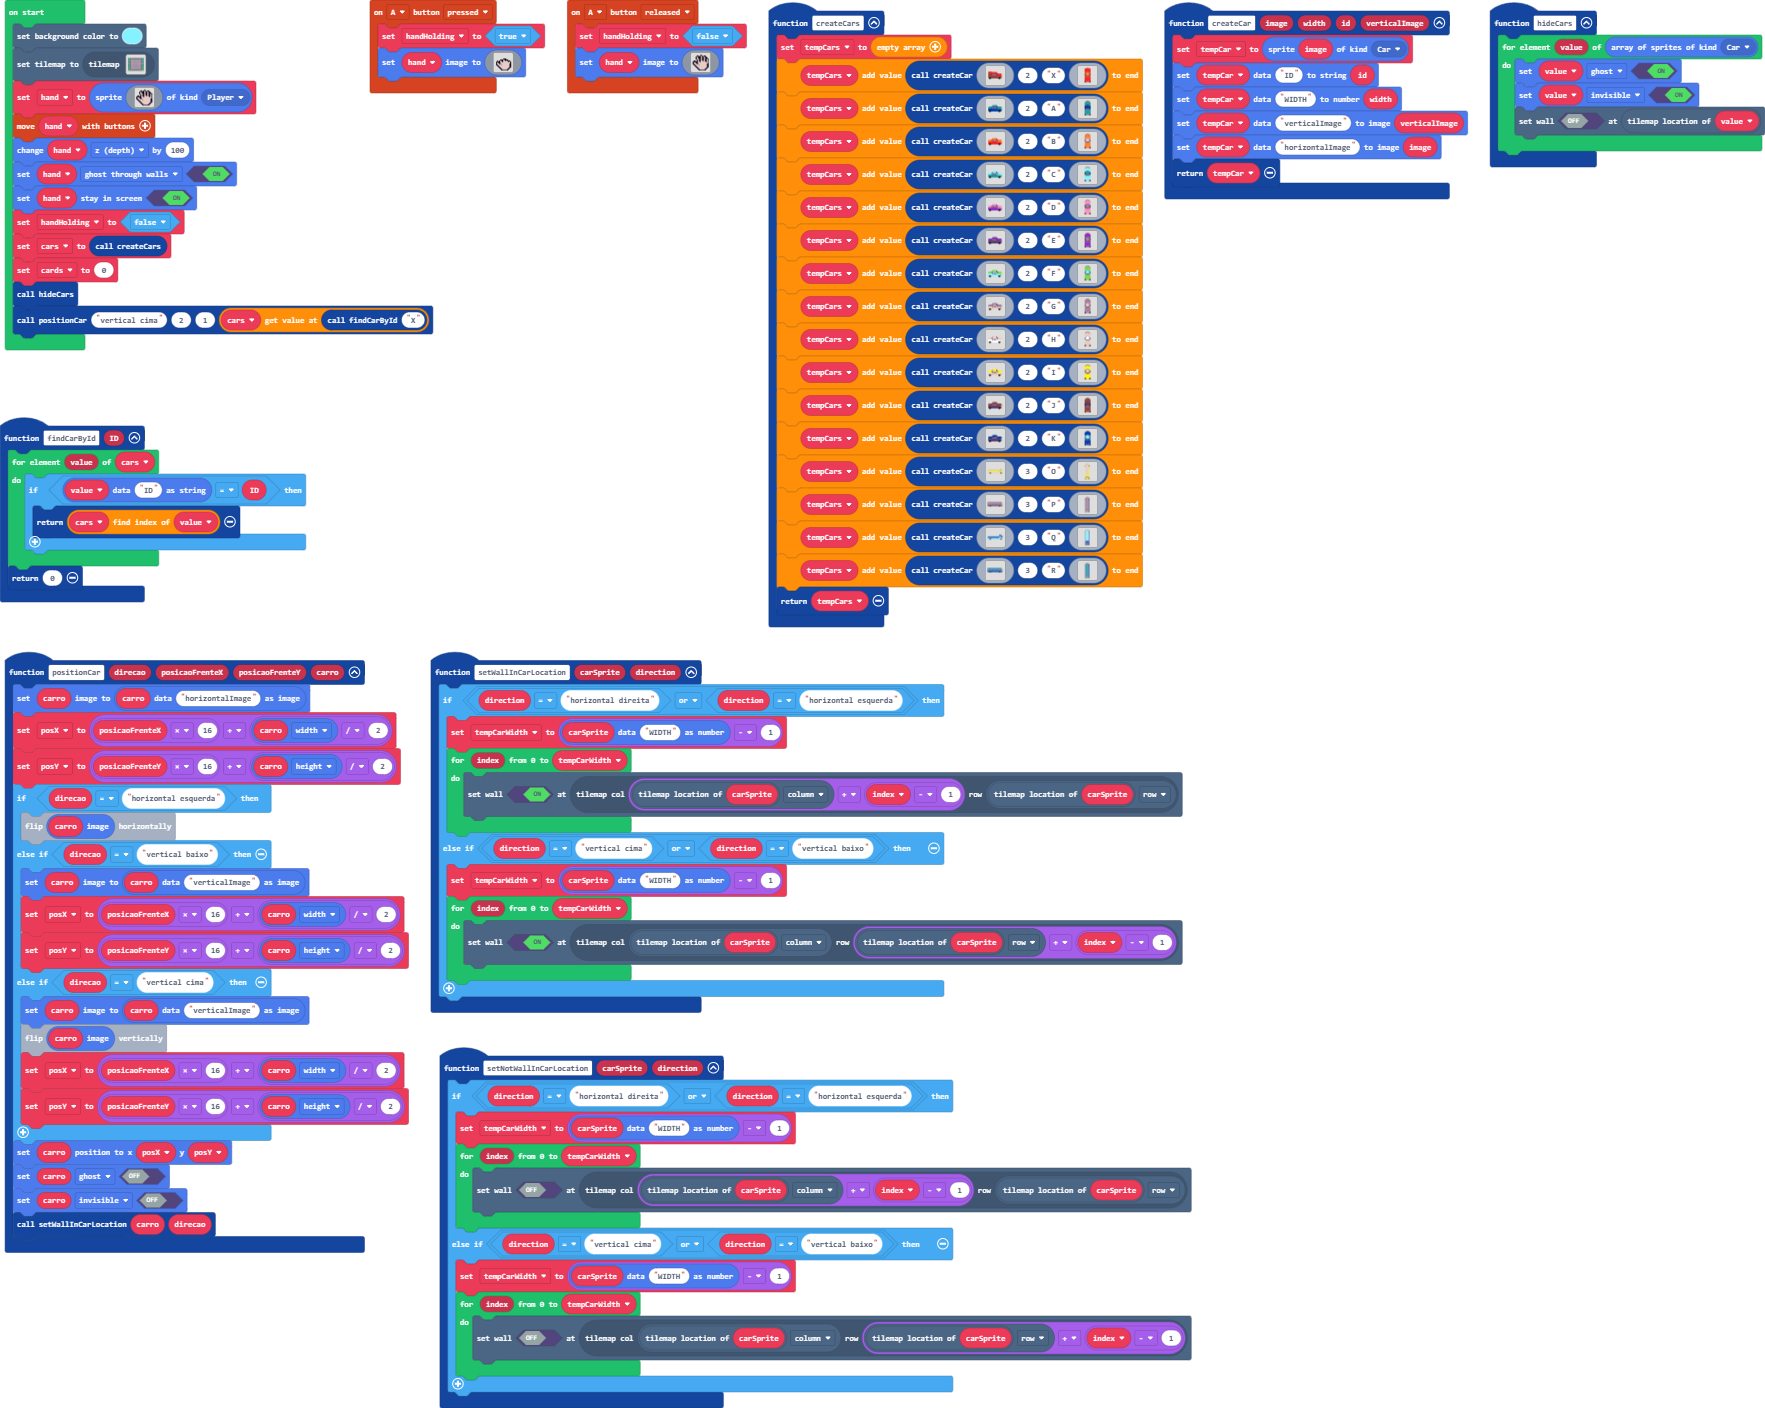 on start
set background color to
set tilemap to tilemap
set hand to sprite of kind Player
move hand with buttons
change hand z (depth) by 100
set hand ghost through walls ON
set hand stay in screen ON
set handHolding to false
set cars to call createCars
set cards to 0
call hideCars
call positionCar "vertical cima" 2 1 cars get value at call findCarById "X"
on A button pressed
set handHolding to true
set hand image to
on A button released
set handHolding to false
set hand image to
function createCars
set tempCars to empty array
tempCars add value call createCar 2 "X" to end
tempCars add value call createCar 2 "A" to end
tempCars add value call createCar 2 "B" to end
tempCars add value call createCar 2 "C" to end
tempCars add value call createCar 2 "D" to end
tempCars add value call createCar 2 "E" to end
tempCars add value call createCar 2 "F" to end
tempCars add value call createCar 2 "G" to end
tempCars add value call createCar 2 "H" to end
tempCars add value call createCar 2 "I" to end
tempCars add value call createCar 2 "J" to end
tempCars add value call createCar 2 "K" to end
tempCars add value call createCar 3 "O" to end
tempCars add value call createCar 3 "P" to end
tempCars add value call createCar 3 "Q" to end
tempCars add value call createCar 3 "R" to end
return tempCars
function createCar image width id verticalImage
set tempCar to sprite image of kind Car
set tempCar data "ID" to string id
set tempCar data "WIDTH" to number width
set tempCar data "verticalImage" to image verticalImage
set tempCar data "horizontalImage" to image image
return tempCar
function hideCars
for element value of array of sprites of kind Car
do
set value ghost ON
set value invisible ON
set wall OFF at tilemap location of value
function findCarById ID
for element value of cars
do
if value data "ID" as string = ID then
return cars find index of value
return 0
function positionCar direcao posicaoFrenteX posicaoFrenteY carro
set carro image to carro data "horizontalImage" as image
set posX to posicaoFrenteX × 16 + carro width / 2
set posY to posicaoFrenteY × 16 + carro height / 2
if direcao = "horizontal esquerda" then
flip carro image horizontally
else if direcao = "vertical baixo" then
set carro image to carro data "verticalImage" as image
set posX to posicaoFrenteX × 16 + carro width / 2
set posY to posicaoFrenteY × 16 + carro height / 2
else if direcao = "vertical cima" then
set carro image to carro data "verticalImage" as image
flip carro image vertically
set posX to posicaoFrenteX × 16 + carro width / 2
set posY to posicaoFrenteY × 16 + carro height / 2
set carro position to x posX y posY
set carro ghost OFF
set carro invisible OFF
call setWallInCarLocation carro direcao
function setWallInCarLocation carSprite direction
if direction = "horizontal direita" or direction = "horizontal esquerda" then
set tempCarWidth to carSprite data "WIDTH" as number - 1
for index from 0 to tempCarWidth
do
set wall ON at tilemap col tilemap location of carSprite column + index - 1 row tilemap location of carSprite row
else if direction = "vertical cima" or direction = "vertical baixo" then
set tempCarWidth to carSprite data "WIDTH" as number - 1
for index from 0 to tempCarWidth
do
set wall ON at tilemap col tilemap location of carSprite column row tilemap location of carSprite row + index - 1
function setNotWallInCarLocation carSprite direction
if direction = "horizontal direita" or direction = "horizontal esquerda" then
set tempCarWidth to carSprite data "WIDTH" as number - 1
for index from 0 to tempCarWidth
do
set wall OFF at tilemap col tilemap location of carSprite column + index - 1 row tilemap location of carSprite row
else if direction = "vertical cima" or direction = "vertical baixo" then
set tempCarWidth to carSprite data "WIDTH" as number - 1
for index from 0 to tempCarWidth
do
set wall OFF at tilemap col tilemap location of carSprite column row tilemap location of carSprite row + index - 1